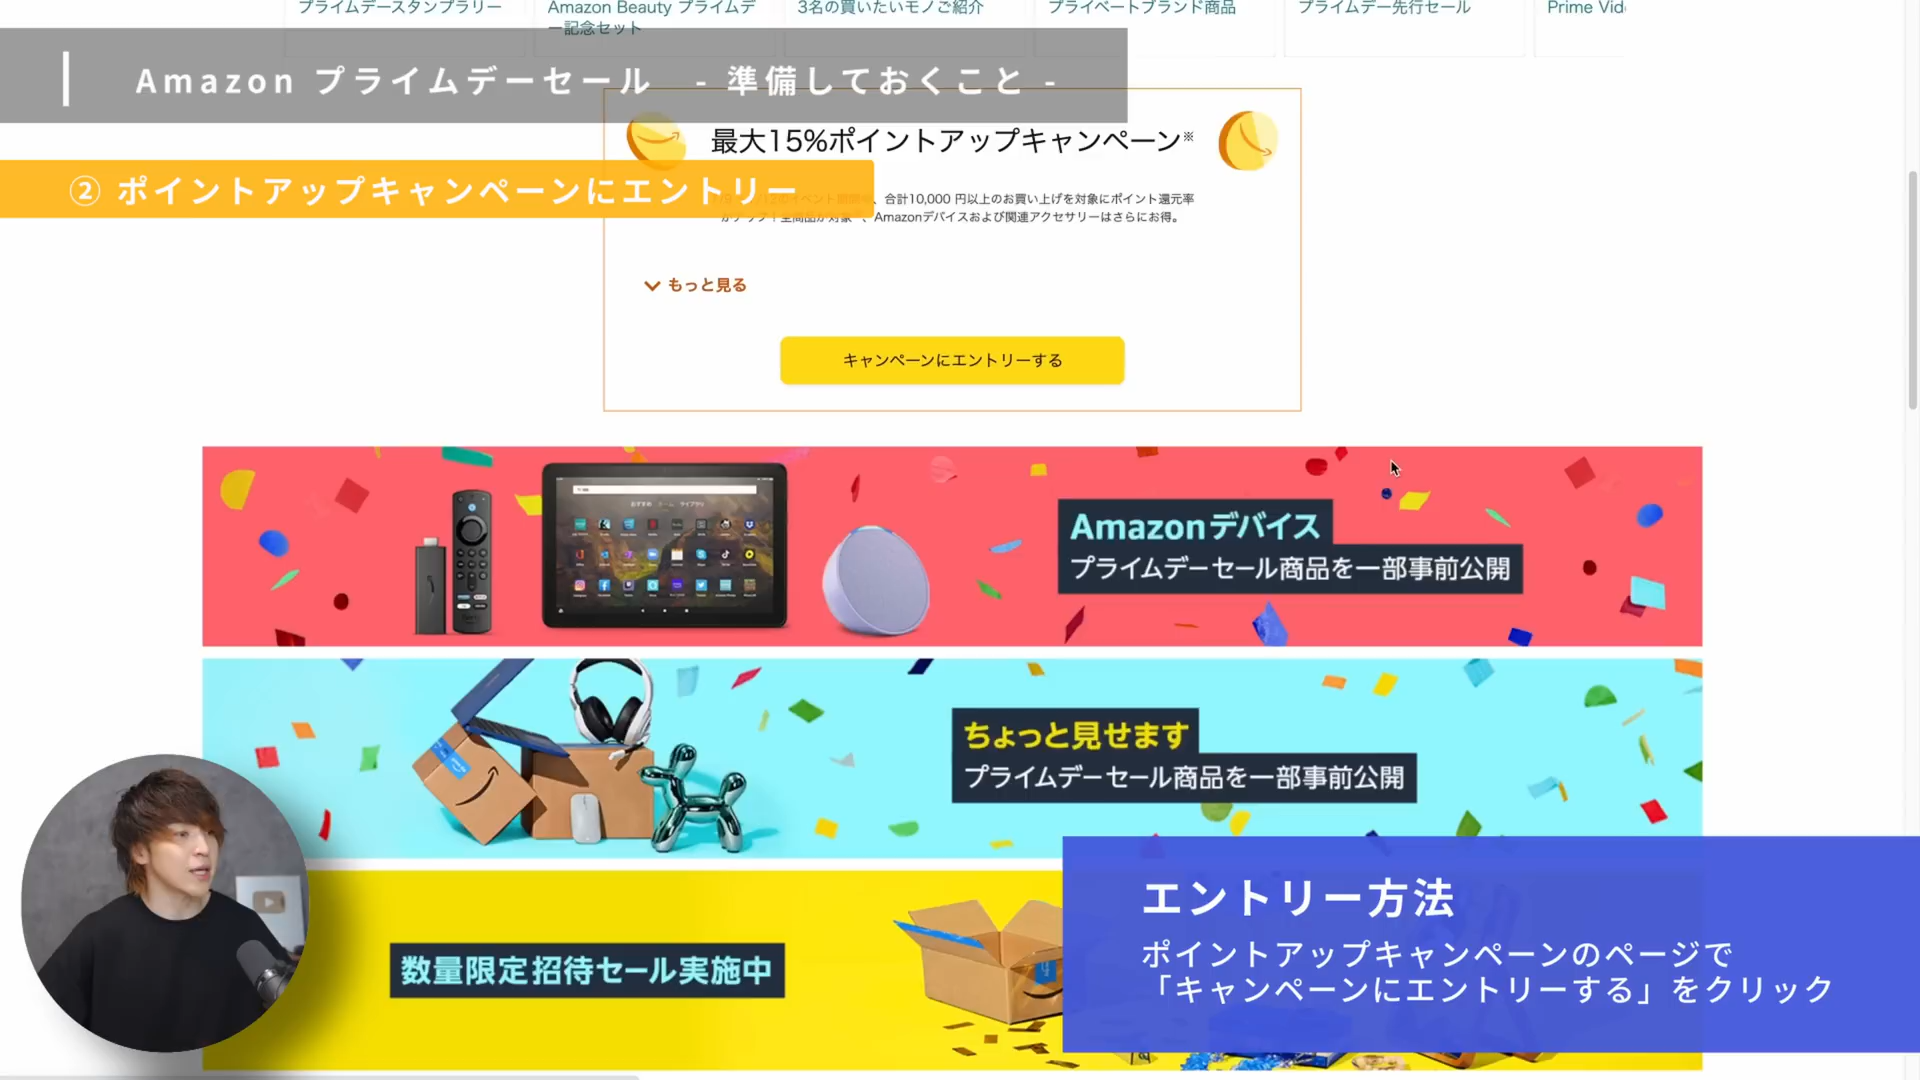 プライムデースタンプラリー
Amazon Beauty プライムデ
ー記念セット
3名の買いたいモノご紹介
プライベートブランド商品
プライムデー先行セール
Prime Vid
Amazon プライムデーセール - 準備しておくこと -
最大15%ポイントアップキャンペーン※
② ポイントアップキャンペーンにエントリー
、合計10,000 円以上のお買い上げを対象にポイント還元率
、Amazonデバイスおよび関連アクセサリーはさらにお得。
もっと見る
キャンペーンにエントリーする
Amazonデバイス
プライムデーセール商品を一部事前公開
ちょっと見せます
プライムデーセール商品を一部事前公開
数量限定招待セール実施中
エントリー方法
ポイントアップキャンペーンのページで
「キャンペーンにエントリーする」をクリック